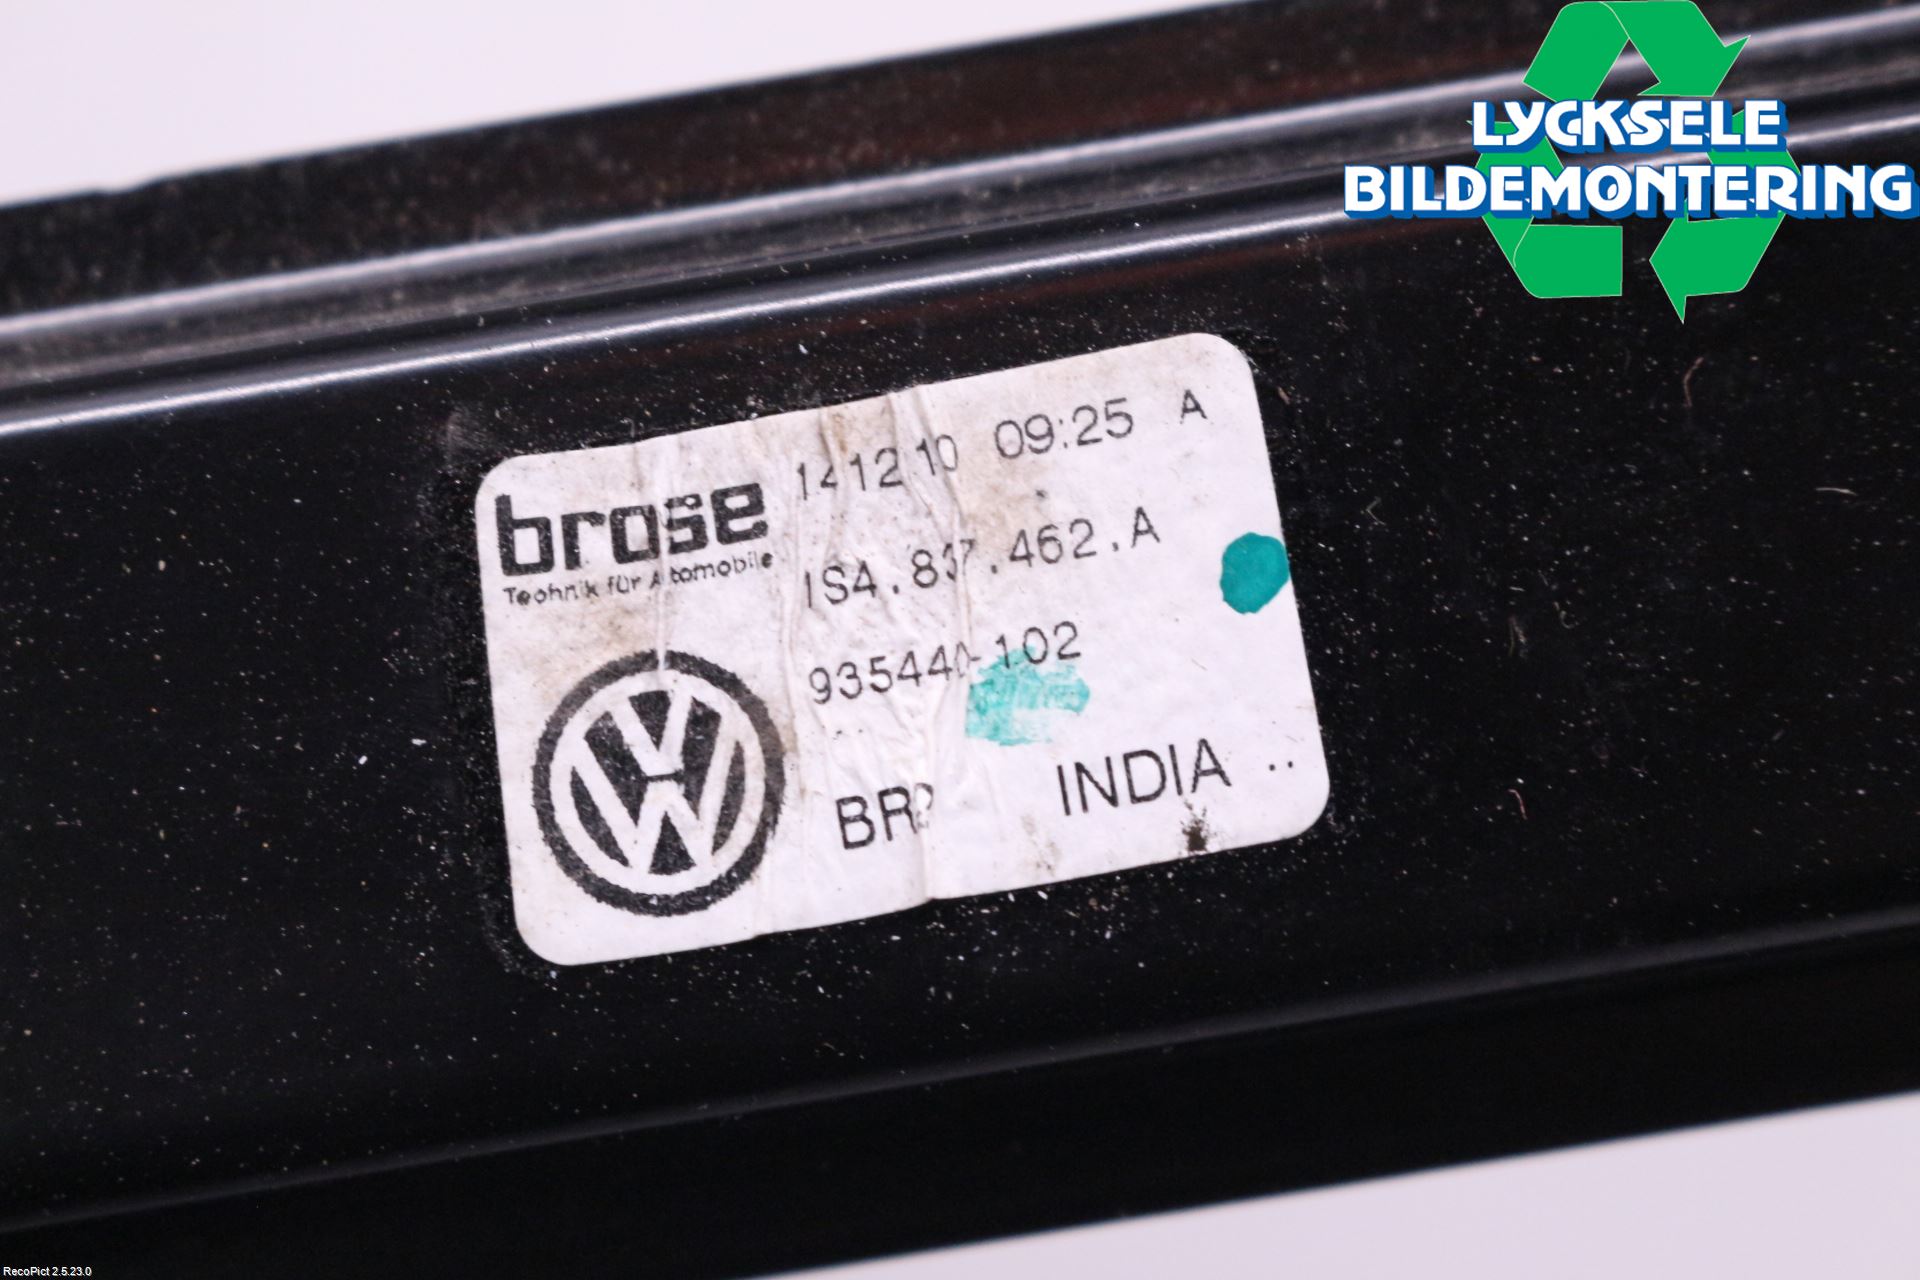 LYCKSELE
BILDEMONTERING
brose
Technik für Automobile
141210 09:25 A
1S4.837.462.A
935440-102
INDIA ..
RecoPict 2.5.23.0